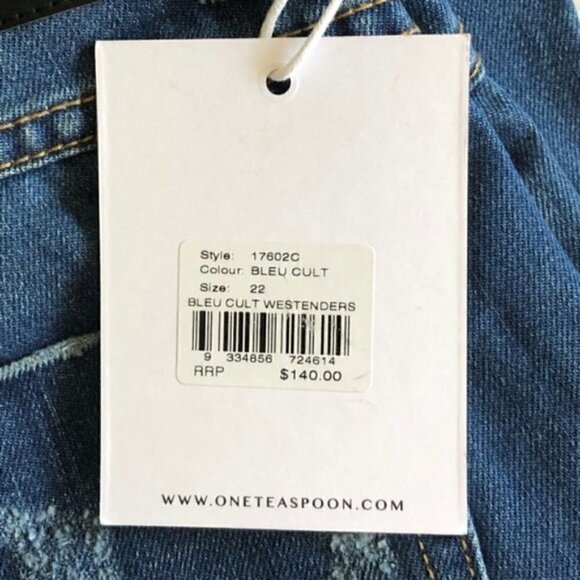 Style: 17602C
Colour: BLEU CULT
Size: 22
BLEU CULT WESTENDERS
9 334856 724614
RRP $140.00
WWW.ONETEASPOON.COM